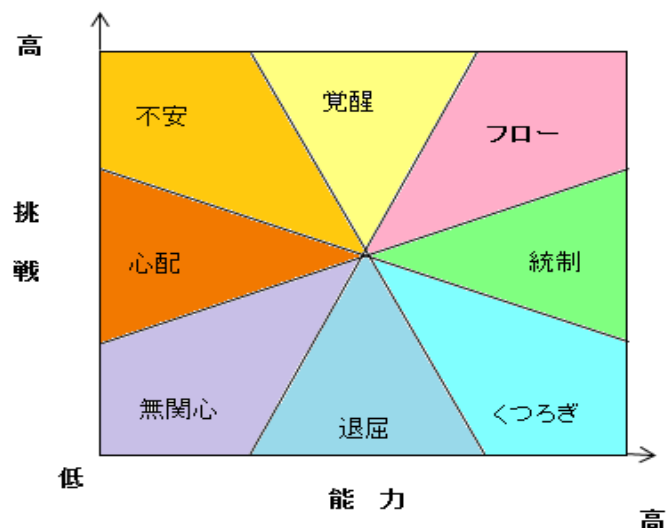 高
不安
覚醒
フロー
挑
戦
心配
統制
無関心
退屈
くつろぎ
低
能 力
高